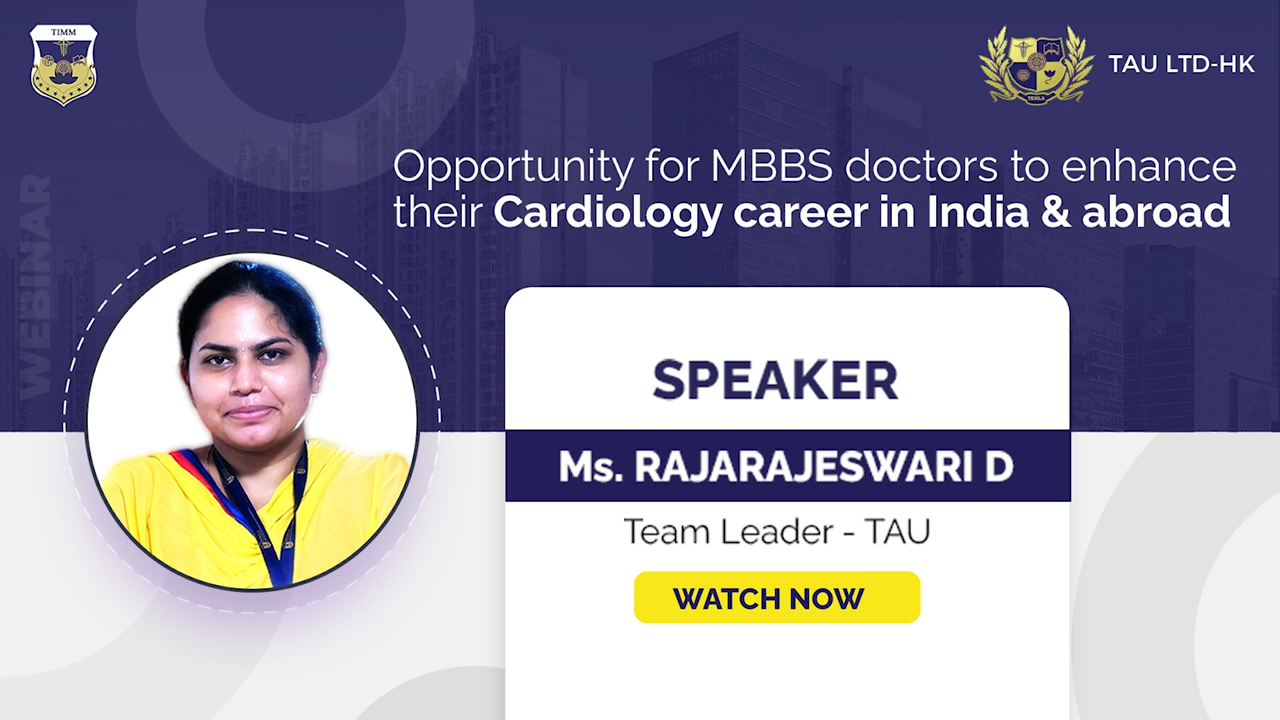 TIMM
TEXILA
TAU LTD-HK
Opportunity for MBBS doctors to enhance
their Cardiology career in India & abroad
WEBINAR
SPEAKER
Ms. RAJARAJESWARI D
Team Leader - TAU
WATCH NOW